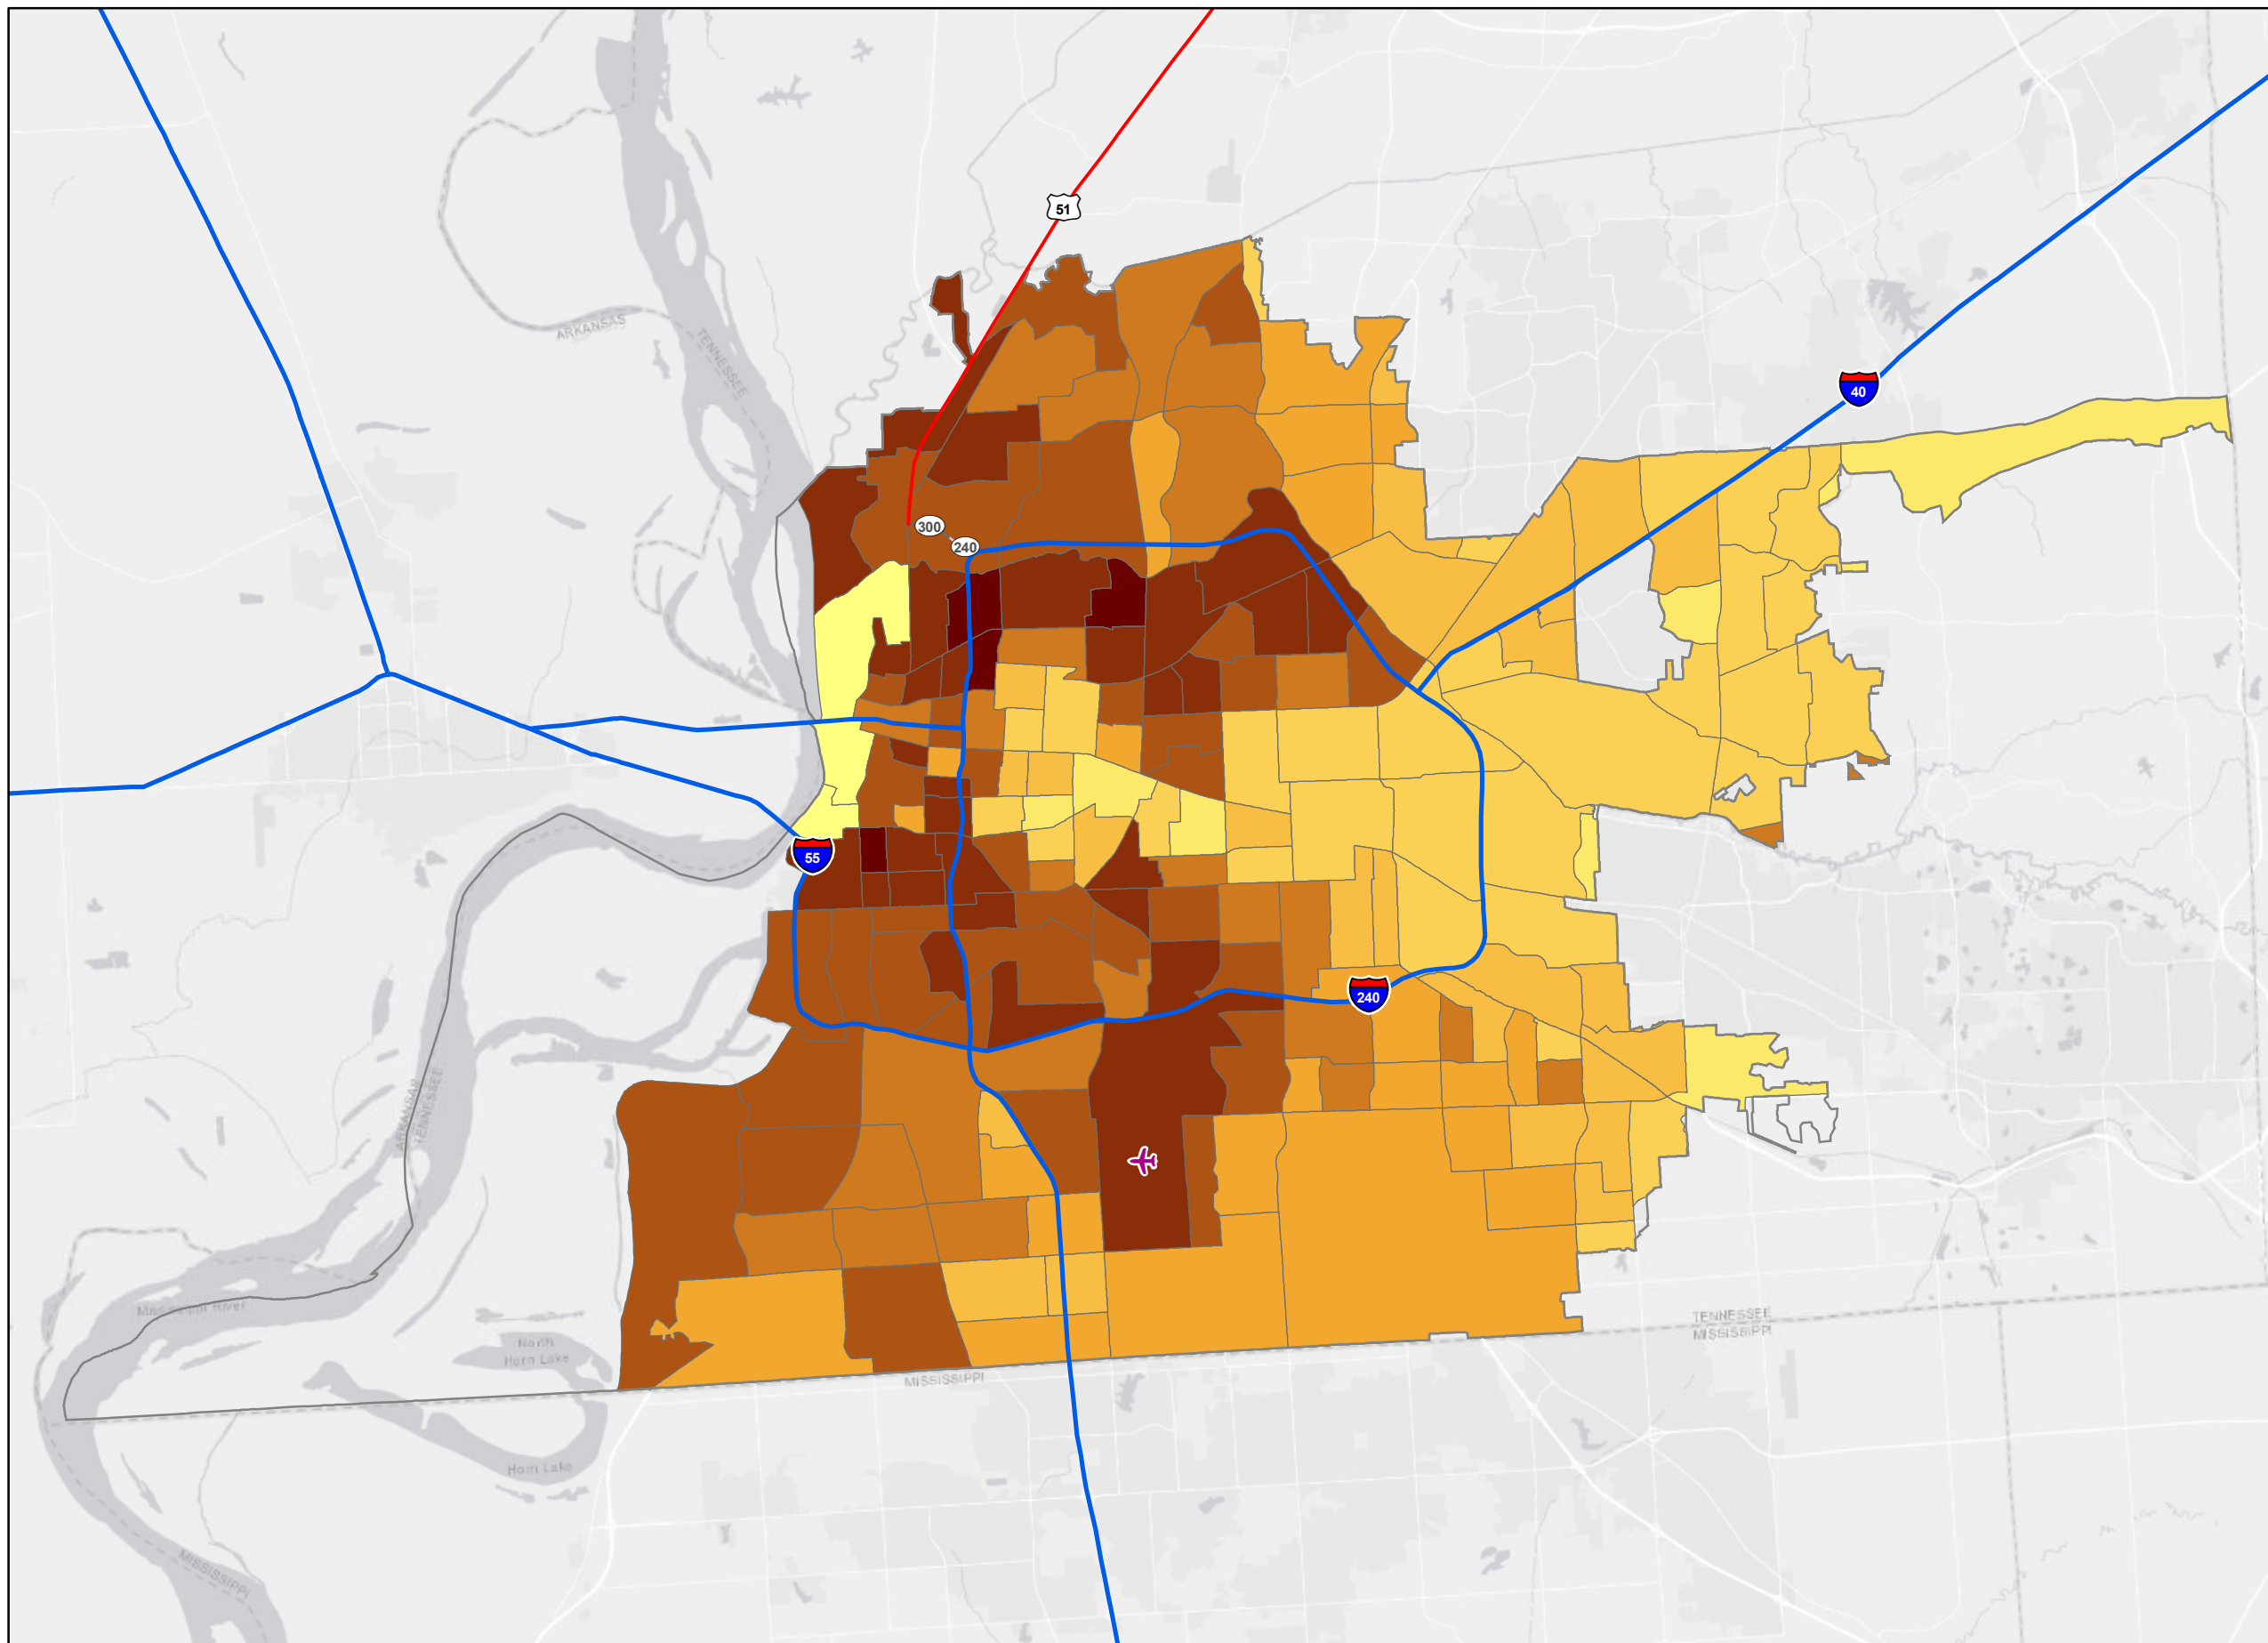 51
ARKANSAS
TENNESSEE
40
300
240
55
240
ARKANSAS
TENNESSEE
Mississippi River
North
Horn Lake
TENNESSEE
MISSISSIPPI
MISSISSIPPI
Horn Lake
MISSISSIPPI